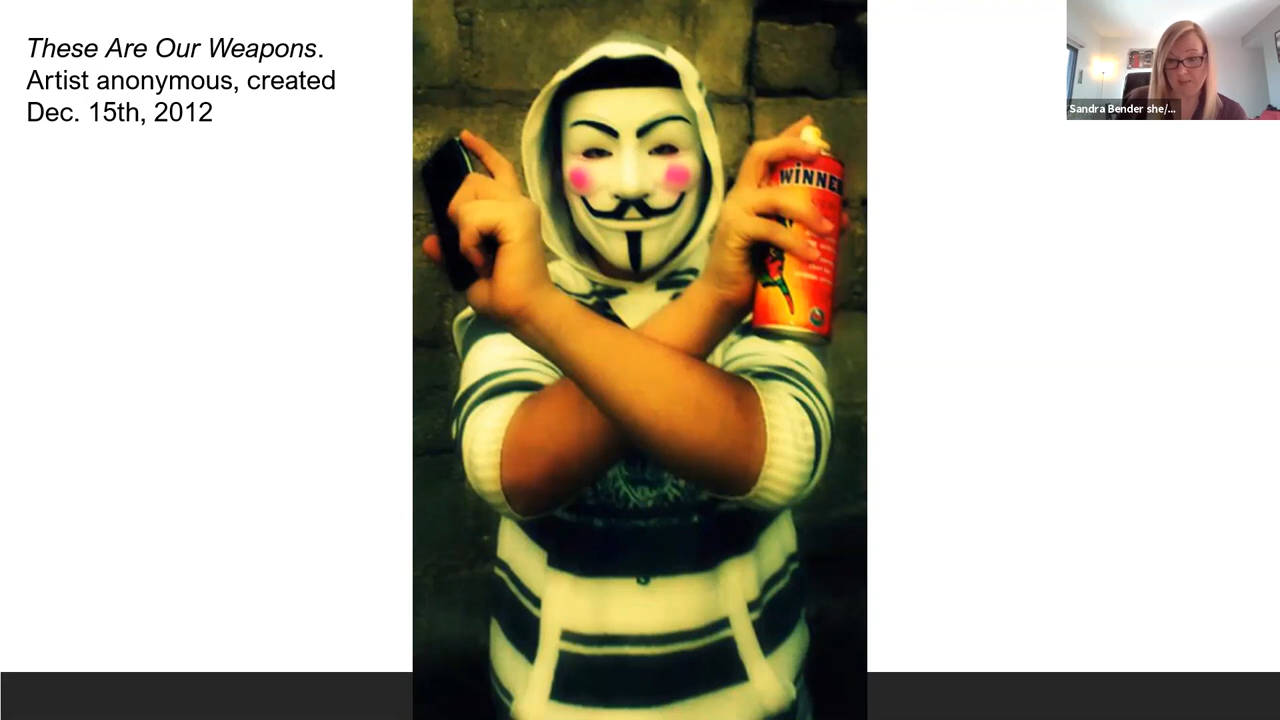 These Are Our Weapons.
Artist anonymous, created
Dec. 15th, 2012
Sandra Bender she/...
WiNNE